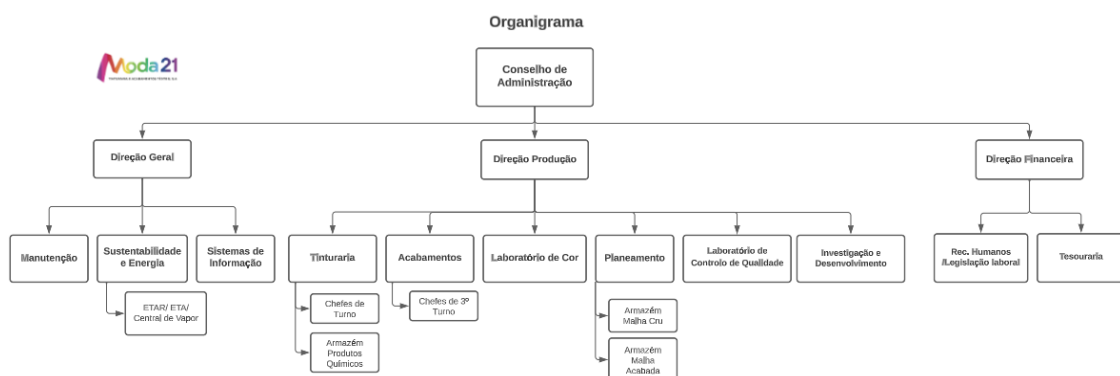 Organigrama
Moda21
Conselho de
Administração
Direção Geral
Direção Produção
Direção Financeira
Manutenção
Sustentabilidade
e Energia
Sistemas de
Informação
Tinturaria
Acabamentos
Laboratório de Cor
Planeamento
Laboratório de
Controlo de Qualidade
Investigação e
Desenvolvimento
Rec. Humanos
/Legislação laboral
Tesouraria
ETAR/ ETA/
Central de Vapor
Chefes de
Turno
Chefes de 3º
Turno
Armazém
Malha Cru
Armazém
Produtos
Químicos
Armazém
Malha
Acabada